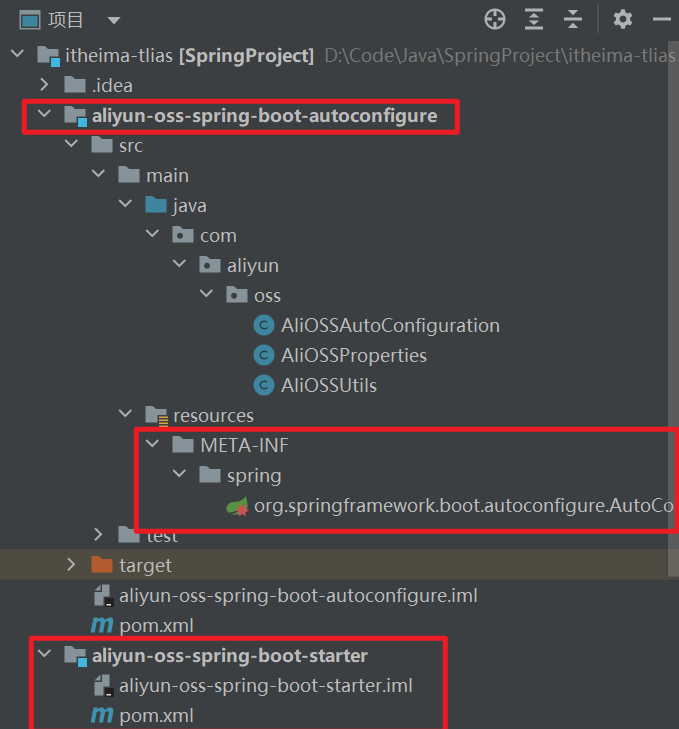 项目
itheima-tlias [SpringProject] D:\Code\Java\SpringProject\itheima-tlias
.idea
aliyun-oss-spring-boot-autoconfigure
src
main
java
com
aliyun
oss
C AliOSSAutoConfiguration
C AliOSSProperties
C AliOSSUtils
resources
META-INF
spring
org.springframework.boot.autoconfigure.AutoCo
test
target
aliyun-oss-spring-boot-autoconfigure.iml
m pom.xml
aliyun-oss-spring-boot-starter
aliyun-oss-spring-boot-starter.iml
m pom.xml